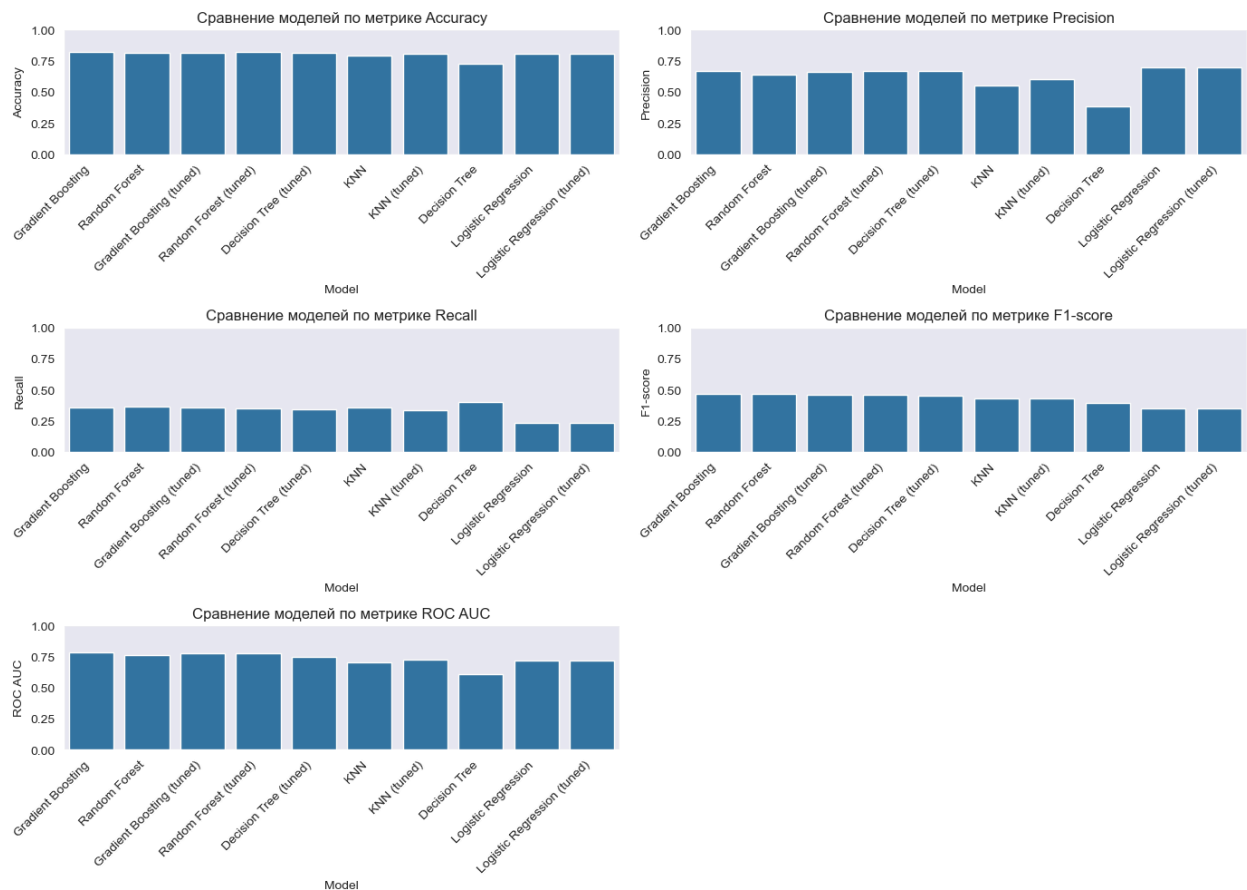 Сравнение моделей по метрике Accuracy
1.00
0.75
0.50
0.25
0.00
Accuracy
Gradient Boosting
Random Forest
Gradient Boosting (tuned)
Random Forest (tuned)
Decision Tree (tuned)
KNN
KNN (tuned)
Decision Tree
Logistic Regression
Logistic Regression (tuned)
Model
Сравнение моделей по метрике Precision
1.00
0.75
0.50
0.25
0.00
Precision
Gradient Boosting
Random Forest
Gradient Boosting (tuned)
Random Forest (tuned)
Decision Tree (tuned)
KNN
KNN (tuned)
Decision Tree
Logistic Regression
Logistic Regression (tuned)
Model
Сравнение моделей по метрике Recall
1.00
0.75
0.50
0.25
0.00
Recall
Gradient Boosting
Random Forest
Gradient Boosting (tuned)
Random Forest (tuned)
Decision Tree (tuned)
KNN
KNN (tuned)
Decision Tree
Logistic Regression
Logistic Regression (tuned)
Model
Сравнение моделей по метрике F1-score
1.00
0.75
0.50
0.25
0.00
F1-score
Gradient Boosting
Random Forest
Gradient Boosting (tuned)
Random Forest (tuned)
Decision Tree (tuned)
KNN
KNN (tuned)
Decision Tree
Logistic Regression
Logistic Regression (tuned)
Model
Сравнение моделей по метрике ROC AUC
1.00
0.75
0.50
0.25
0.00
ROC AUC
Gradient Boosting
Random Forest
Gradient Boosting (tuned)
Random Forest (tuned)
Decision Tree (tuned)
KNN
KNN (tuned)
Decision Tree
Logistic Regression
Logistic Regression (tuned)
Model